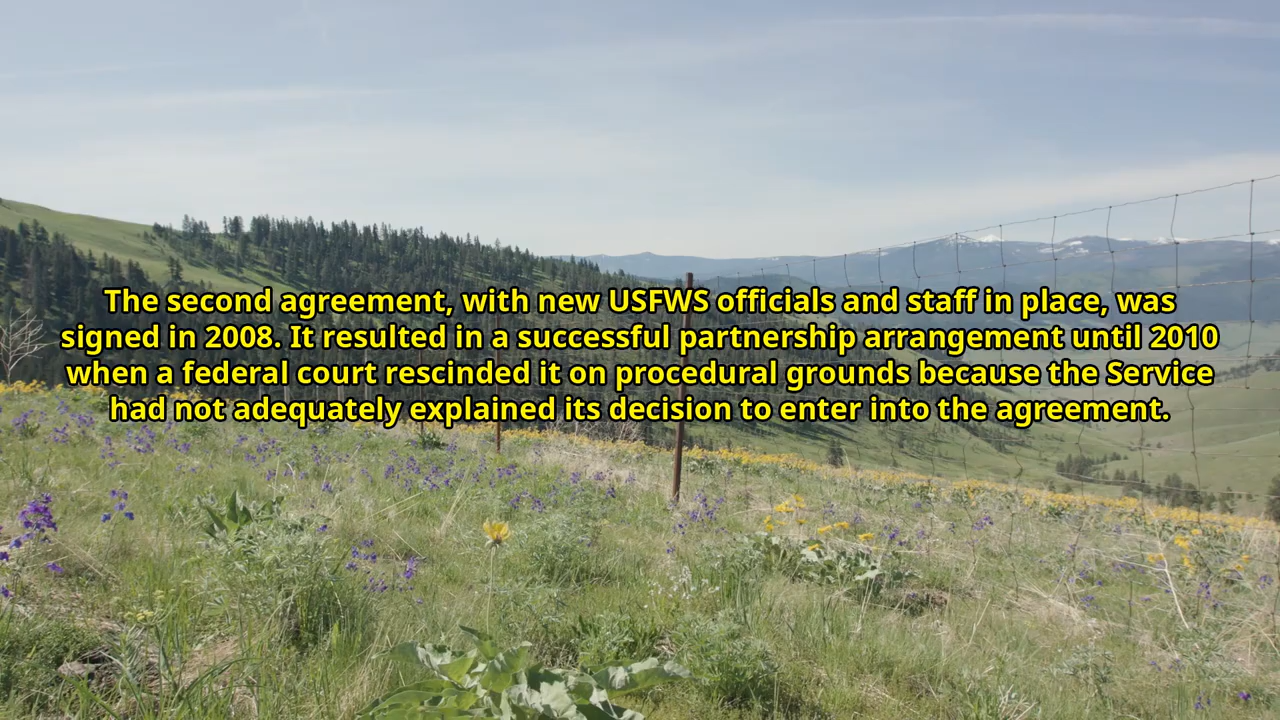 The second agreement, with new USFWS officials and staff in place, was
signed in 2008. It resulted in a successful partnership arrangement until 2010
when a federal court rescinded it on procedural grounds because the Service
had not adequately explained its decision to enter into the agreement.